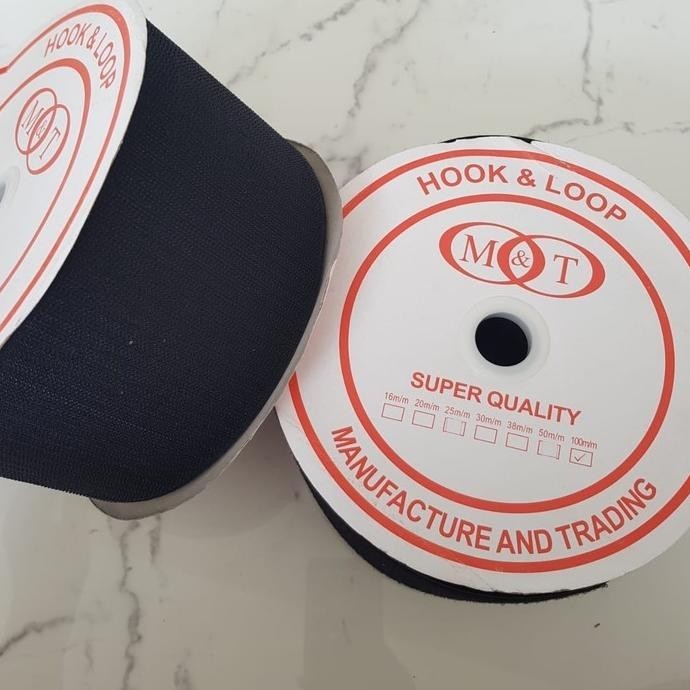 HOOK & LOOP
M&T
HOOK & LOOP
M&T
SUPER QUALITY
16m/m 20m/m 25m/m 30m/m 38m/m 50m/m 100m/m
MANUFACTURE AND TRADING